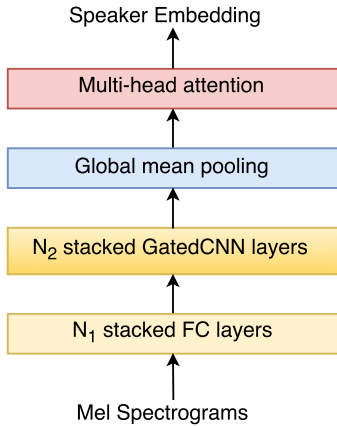 Speaker Embedding
Multi-head attention
Global mean pooling
N₂ stacked GatedCNN layers
N₁ stacked FC layers
Mel Spectrograms